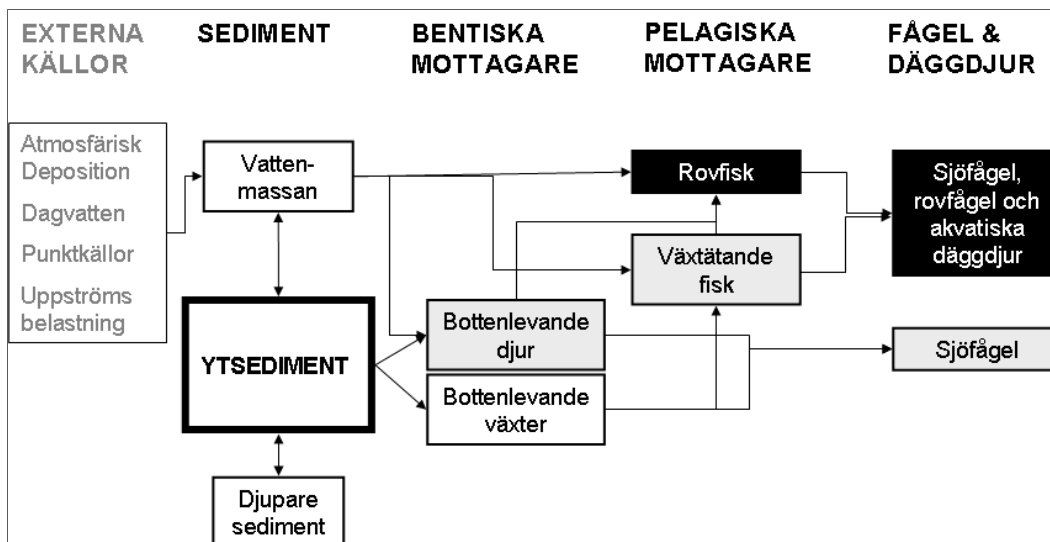 EXTERNA
KÄLLOR
SEDIMENT
BENTISKA
MOTTAGARE
PELAGISKA
MOTTAGARE
FÅGEL &
DÄGGDJUR
Atmosfärisk
Deposition
Dagvatten
Punktkällor
Uppströms
belastning
Vatten-
massan
YTSEDIMENT
Djupare
sediment
Bottenlevande
djur
Bottenlevande
växter
Rovfisk
Växtätande
fisk
Sjöfågel,
rovfågel och
akvatiska
däggdjur
Sjöfågel